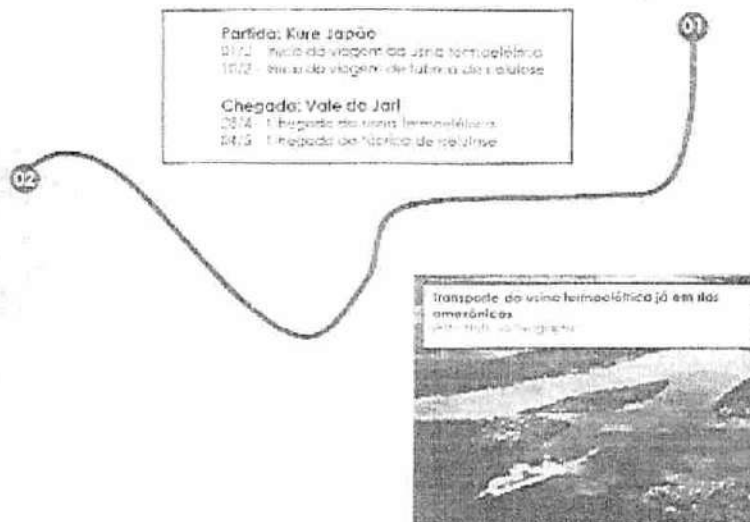 01
Partida: Kure Japão
01/2 - Início da viagem da usina termoelétrica
10/2 - Início da viagem de fábrica de celulose
Chegada: Vale do Jari
28/4 - Chegada da usina termoelétrica
04/5 - Chegada da fábrica de celulose
02
Transporte da usina termoelétrica já em rios
amazônicos